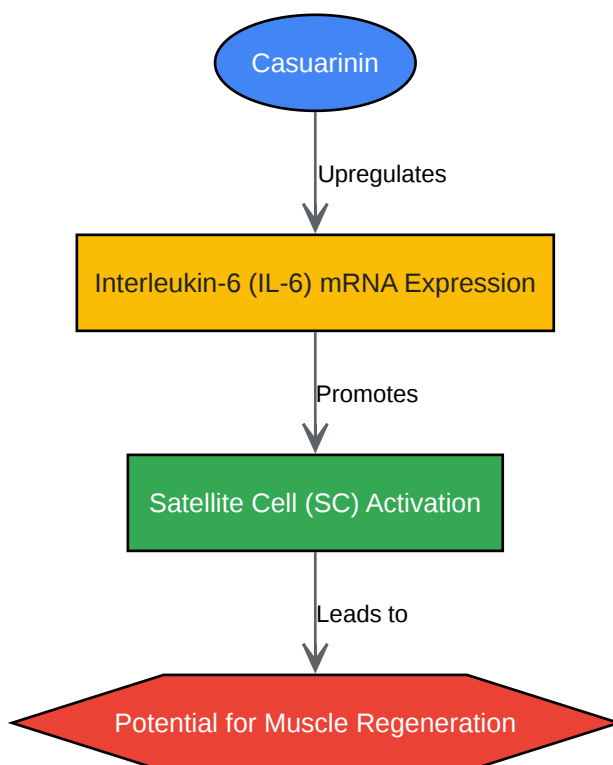 Casuarinin
Upregulates
Interleukin-6 (IL-6) mRNA Expression
Promotes
Satellite Cell (SC) Activation
Leads to
Potential for Muscle Regeneration